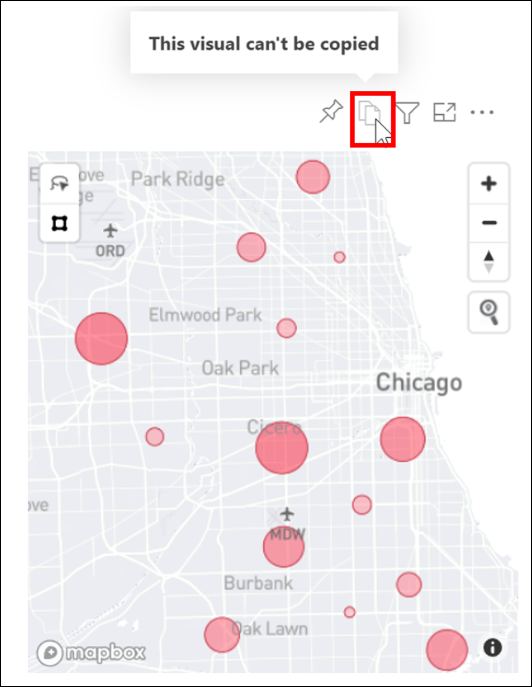 This visual can't be copied
Park Ridge
ORD
Elmwood Park
Oak Park
Chicago
Cicero
ove
MDW
Burbank
Oak Lawn
mapbox